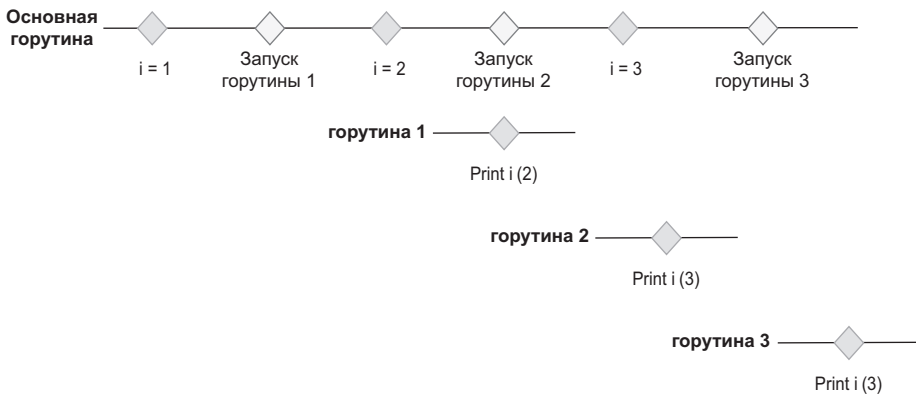 Основная
горутина
i = 1
Запуск
горутины 1
i = 2
Запуск
горутины 2
i = 3
Запуск
горутины 3
горутина 1
Print i (2)
горутина 2
Print i (3)
горутина 3
Print i (3)